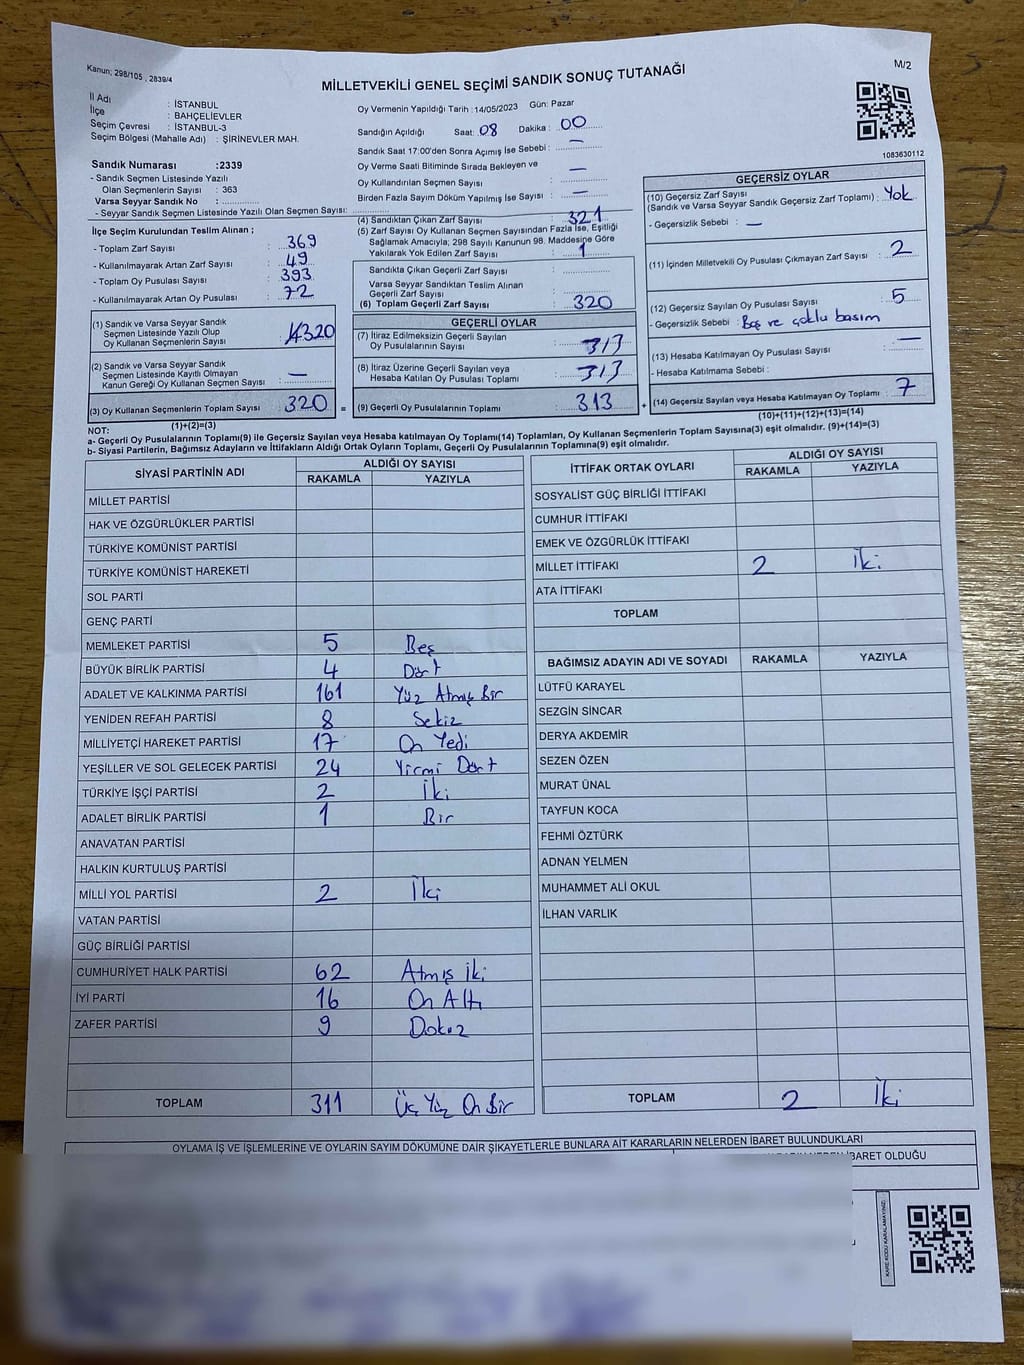 Kanun; 298/105 , 2839/4
MİLLETVEKİLİ GENEL SEÇİMİ SANDIK SONUÇ TUTANAĞI
M/2
İl Adı : İSTANBUL
İlçe : BAHÇELİEVLER
Seçim Çevresi : İSTANBUL-3
Seçim Bölgesi (Mahalle Adı) : ŞİRİNEVLER MAH.
Sandık Numarası :2339
- Sandık Seçmen Listesinde Yazılı
Olan Seçmenlerin Sayısı : 363
Varsa Seyyar Sandık No :
- Seyyar Sandık Seçmen Listesinde Yazılı Olan Seçmen Sayısı:
İlçe Seçim Kurulundan Teslim Alınan ;
- Toplam Zarf Sayısı : 369
- Kullanılmayarak Artan Zarf Sayısı : 49
- Toplam Oy Pusulası Sayısı : 393
- Kullanılmayarak Artan Oy Pusulası : 72
(1) Sandık ve Varsa Seyyar Sandık
Seçmen Listesinde Yazılı Olup
Oy Kullanan Seçmenlerin Sayısı : 320
(2) Sandık ve Varsa Seyyar Sandık
Seçmen Listesinde Kayıtlı Olmayan
Kanun Gereği Oy Kullanan Seçmen Sayısı : —
(3) Oy Kullanan Seçmenlerin Toplam Sayısı : 320 =
(1)+(2)=(3)
Oy Vermenin Yapıldığı Tarih : 14/05/2023 Gün: Pazar
Sandığın Açıldığı Saat: 08 Dakika : 00
Sandık Saat 17:00'den Sonra Açımış İse Sebebi : —
Oy Verme Saati Bitiminde Sırada Bekleyen ve
Oy Kullandırılan Seçmen Sayısı : —
Birden Fazla Sayım Döküm Yapılmış İse Sayısı : —
(4) Sandıktan Çıkan Zarf Sayısı : 321
(5) Zarf Sayısı Oy Kullanan Seçmen Sayısından Fazla İse, Eşitliği
Sağlamak Amacıyla; 298 Sayılı Kanunun 98. Maddesine Göre
Yakılarak Yok Edilen Zarf Sayısı : 1
Sandıkta Çıkan Geçerli Zarf Sayısı :
Varsa Seyyar Sandıktan Teslim Alınan
Geçerli Zarf Sayısı :
(6) Toplam Geçerli Zarf Sayısı : 320
GEÇERLİ OYLAR
(7) İtiraz Edilmeksizin Geçerli Sayılan
Oy Pusulalarının Sayısı : 313
(8) İtiraz Üzerine Geçerli Sayılan veya
Hesaba Katılan Oy Pusulası Toplamı : 313
(9) Geçerli Oy Pusulalarının Toplamı : 313 +
1083630112
GEÇERSİZ OYLAR
(10) Geçersiz Zarf Sayısı
(Sandık ve Varsa Seyyar Sandık Geçersiz Zarf Toplamı) : Yok
- Geçersizlik Sebebi : —
(11) İçinden Milletvekili Oy Pusulası Çıkmayan Zarf Sayısı : 2
(12) Geçersiz Sayılan Oy Pusulası Sayısı : 5
- Geçersizlik Sebebi : Boş ve çoklu basım
(13) Hesaba Katılmayan Oy Pusulası Sayısı : —
- Hesaba Katılmama Sebebi :
(14) Geçersiz Sayılan veya Hesaba Katılmayan Oy Toplamı : 7
(10)+(11)+(12)+(13)=(14)
NOT:
a- Geçerli Oy Pusulalarının Toplamı(9) ile Geçersiz Sayılan veya Hesaba katılmayan Oy Toplamı(14) Toplamları, Oy Kullanan Seçmenlerin Toplam Sayısına(3) eşit olmalıdır. (9)+(14)=(3)
b- Siyasi Partilerin, Bağımsız Adayların ve İttifakların Aldığı Ortak Oyların Toplamı, Geçerli Oy Pusulalarının Toplamına(9) eşit olmalıdır.
SİYASİ PARTİNİN ADI ALDIĞI OY SAYISI
RAKAMLA YAZIYLA
MİLLET PARTİSİ
HAK VE ÖZGÜRLÜKLER PARTİSİ
TÜRKİYE KOMÜNİST PARTİSİ
TÜRKİYE KOMÜNİST HAREKETİ
SOL PARTİ
GENÇ PARTİ
MEMLEKET PARTİSİ 5 Beş
BÜYÜK BİRLİK PARTİSİ 4 Dört
ADALET VE KALKINMA PARTİSİ 161 Yüz Atmış Bir
YENİDEN REFAH PARTİSİ 8 Sekiz
MİLLİYETÇİ HAREKET PARTİSİ 17 On Yedi
YEŞİLLER VE SOL GELECEK PARTİSİ 24 Yirmi Dört
TÜRKİYE İŞÇİ PARTİSİ 2 İki
ADALET BİRLİK PARTİSİ 1 Bir
ANAVATAN PARTİSİ
HALKIN KURTULUŞ PARTİSİ
MİLLİ YOL PARTİSİ 2 İki
VATAN PARTİSİ
GÜÇ BİRLİĞİ PARTİSİ
CUMHURİYET HALK PARTİSİ 62 Atmış İki
İYİ PARTİ 16 On Altı
ZAFER PARTİSİ 9 Dokuz
TOPLAM 311 Üç Yüz On Bir
İTTİFAK ORTAK OYLARI ALDIĞI OY SAYISI
RAKAMLA YAZIYLA
SOSYALİST GÜÇ BİRLİĞİ İTTİFAKI
CUMHUR İTTİFAKI
EMEK VE ÖZGÜRLÜK İTTİFAKI
MİLLET İTTİFAKI 2 İki
ATA İTTİFAKI
TOPLAM
BAĞIMSIZ ADAYIN ADI VE SOYADI RAKAMLA YAZIYLA
LÜTFÜ KARAYEL
SEZGİN SİNCAR
DERYA AKDEMİR
SEZEN ÖZEN
MURAT ÜNAL
TAYFUN KOCA
FEHMİ ÖZTÜRK
ADNAN YELMEN
MUHAMMET ALİ OKUL
İLHAN VARLIK
TOPLAM 2 İki
OYLAMA İŞ VE İŞLEMLERİNE VE OYLARIN SAYIM DÖKÜMÜNE DAİR ŞİKAYETLERLE BUNLARA AİT KARARLARIN NELERDEN İBARET BULUNDUKLARI
İBARET OLDUĞU
KARE KODU KARALAMAYINIZ.